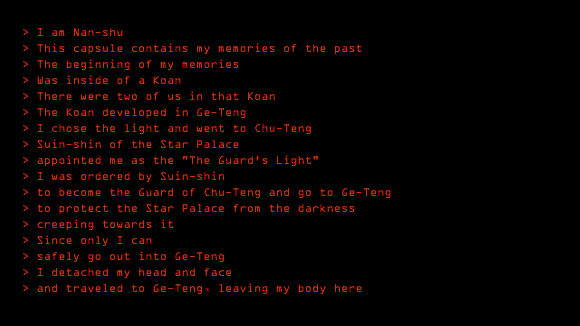 > I am Nan-shu
> This capsule contains my memories of the past
> The beginning of my memories
> Was inside of a Koan
> There were two of us in that Koan
> The Koan developed in Ge-Teng
> I chose the light and went to Chu-Teng
> Suin-shin of the Star Palace
> appointed me as the "The Guard's Light"
> I was ordered by Suin-shin
> to become the Guard of Chu-Teng and go to Ge-Teng
> to protect the Star Palace from the darkness
> creeping towards it
> Since only I can
> safely go out into Ge-Teng
> I detached my head and face
> and traveled to Ge-Teng, leaving my body here